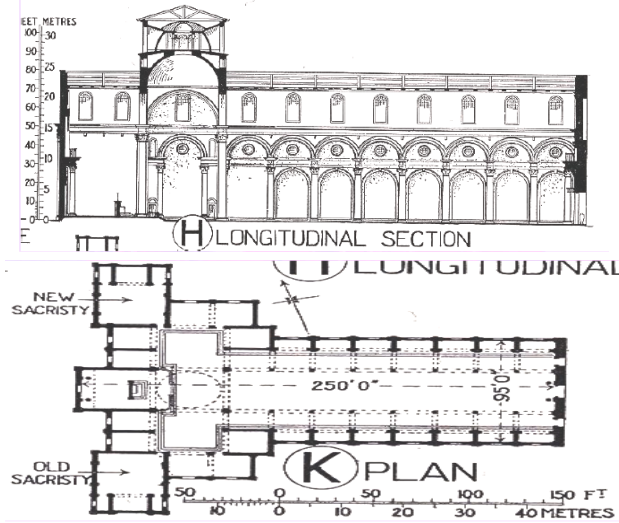 EET METRES
100 30
90
80 25
70
60 20
50 15
40
30 10
20 5
10
0 0
H LONGITUDINAL SECTION
H LONGITUDINAL
NEW
SACRISTY
250'0"
95'0"
OLD
SACRISTY
K PLAN
50 0 50 100 150 FT
10 0 10 20 30 40 METRES